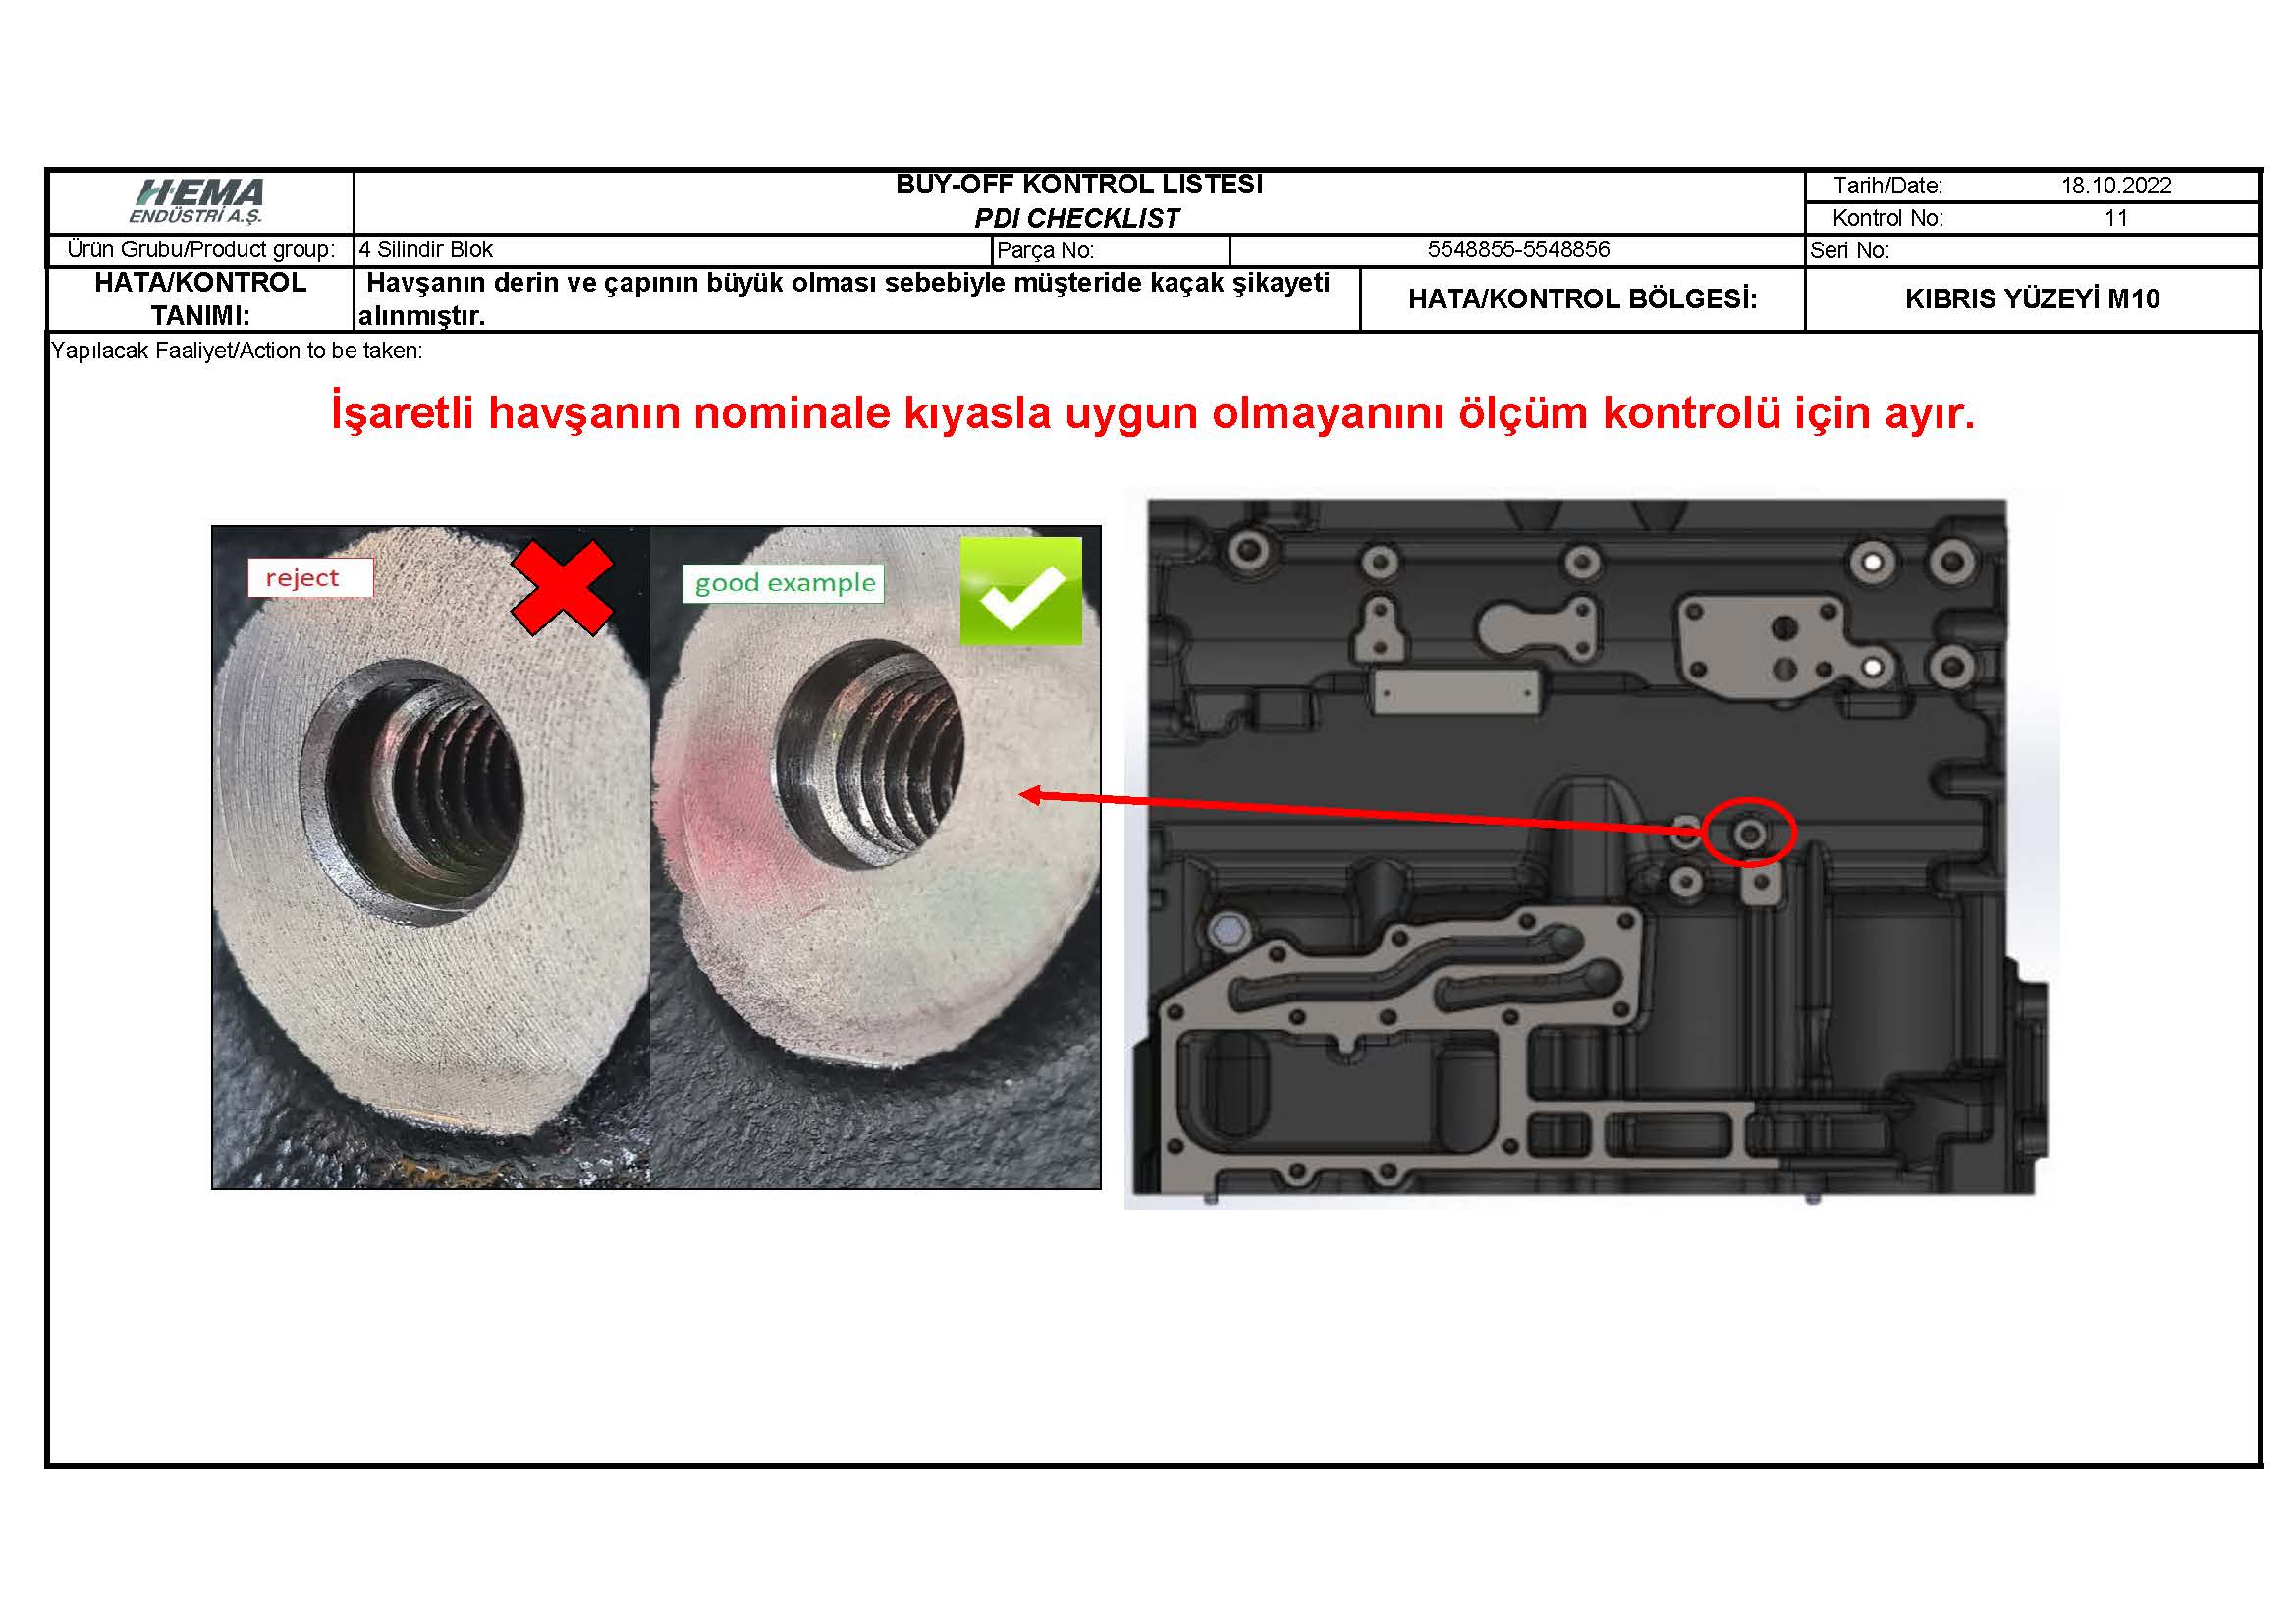 HEMA
ENDÜSTRİ A.Ş.
BUY-OFF KONTROL LİSTESİ
PDI CHECKLIST
Tarih/Date: 18.10.2022
Kontrol No: 11
Ürün Grubu/Product group: 4 Silindir Blok Parça No: 5548855-5548856 Seri No:
HATA/KONTROL
TANIMI:
Havşanın derin ve çapının büyük olması sebebiyle müşteride kaçak şikayeti
alınmıştır.
HATA/KONTROL BÖLGESİ: KIBRIS YÜZEYİ M10
Yapılacak Faaliyet/Action to be taken:
İşaretli havşanın nominale kıyasla uygun olmayanını ölçüm kontrolü için ayır.
reject
good example